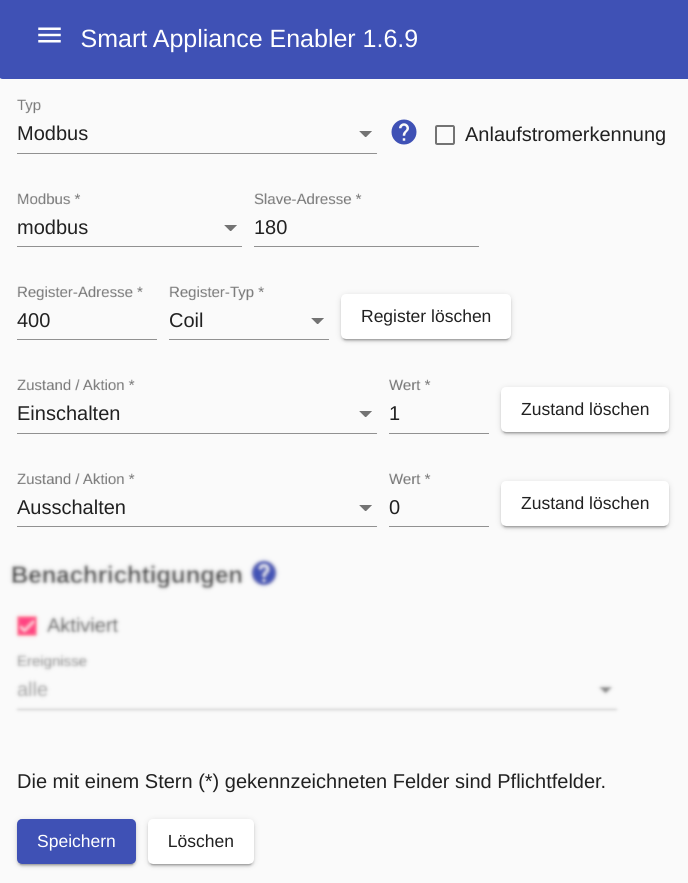 Smart Appliance Enabler 1.6.9
Typ
Modbus
? Anlaufstromerkennung
Modbus * Slave-Adresse *
modbus 180
Register-Adresse * Register-Typ *
400 Coil Register löschen
Zustand / Aktion * Wert *
Einschalten 1 Zustand löschen
Zustand / Aktion * Wert *
Ausschalten 0 Zustand löschen
Benachrichtigungen ?
Aktiviert
Ereignisse
alle
Die mit einem Stern (*) gekennzeichneten Felder sind Pflichtfelder.
Speichern Löschen